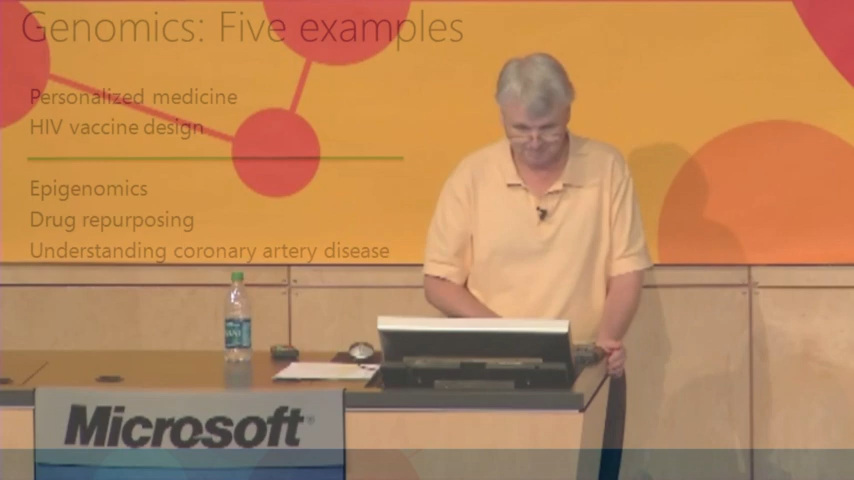 Genomics: Five examples
Personalized medicine
HIV vaccine design
Epigenomics
Drug repurposing
Understanding coronary artery disease
Microsoft®